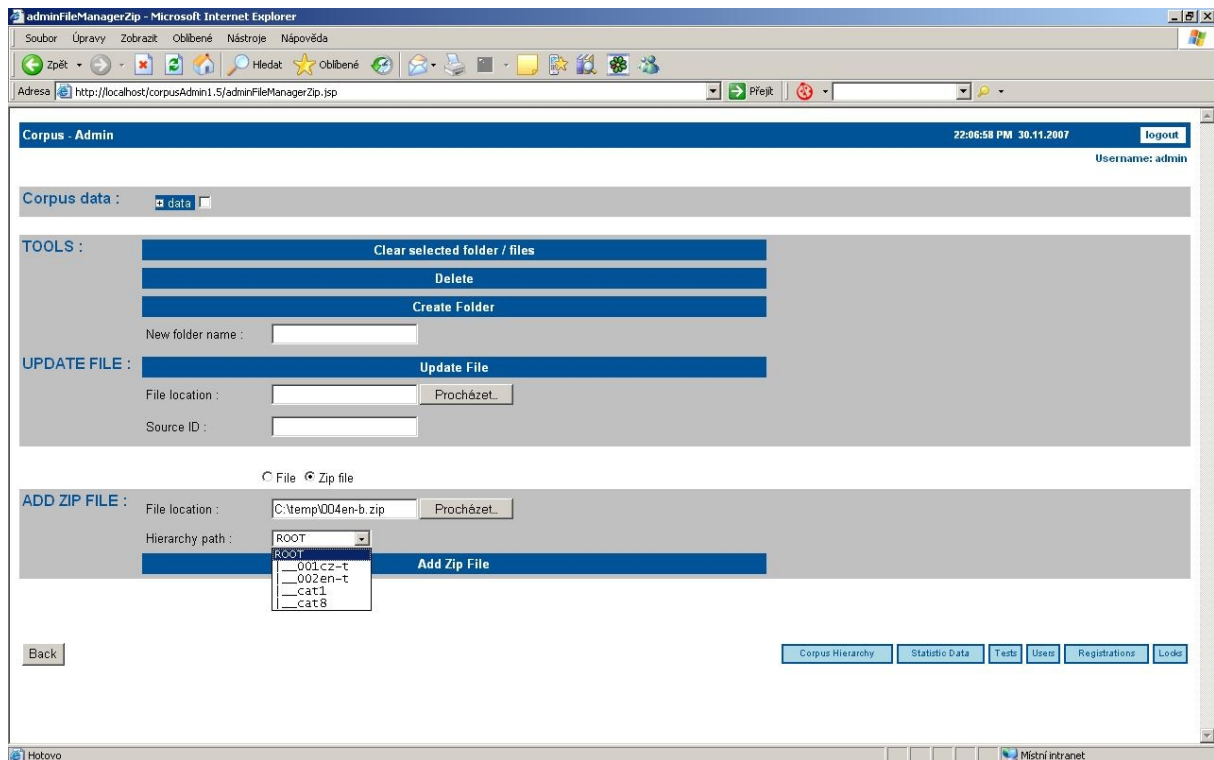 adminFileManagerZip - Microsoft Internet Explorer
Soubor Úpravy Zobrazit Oblíbené Nástroje Nápověda
Zpět Hledat Oblíbené
Adresa http://localhost/corpusAdmin1.5/adminFileManagerZip.jsp Přejít
Corpus - Admin 22:06:58 PM 30.11.2007 logout
Username: admin
Corpus data : data
TOOLS : Clear selected folder / files
Delete
Create Folder
New folder name :
UPDATE FILE : Update File
File location : Procházet...
Source ID :
File Zip file
ADD ZIP FILE : File location : C:\temp\004en-b.zip Procházet...
Hierarchy path : ROOT
ROOT
|__001cz-t
Add Zip File
|__002en-t
|__cat1
|__cat8
Back Corpus Hierarchy Statistic Data Tests Users Registrations Locks
Hotovo Místní intranet